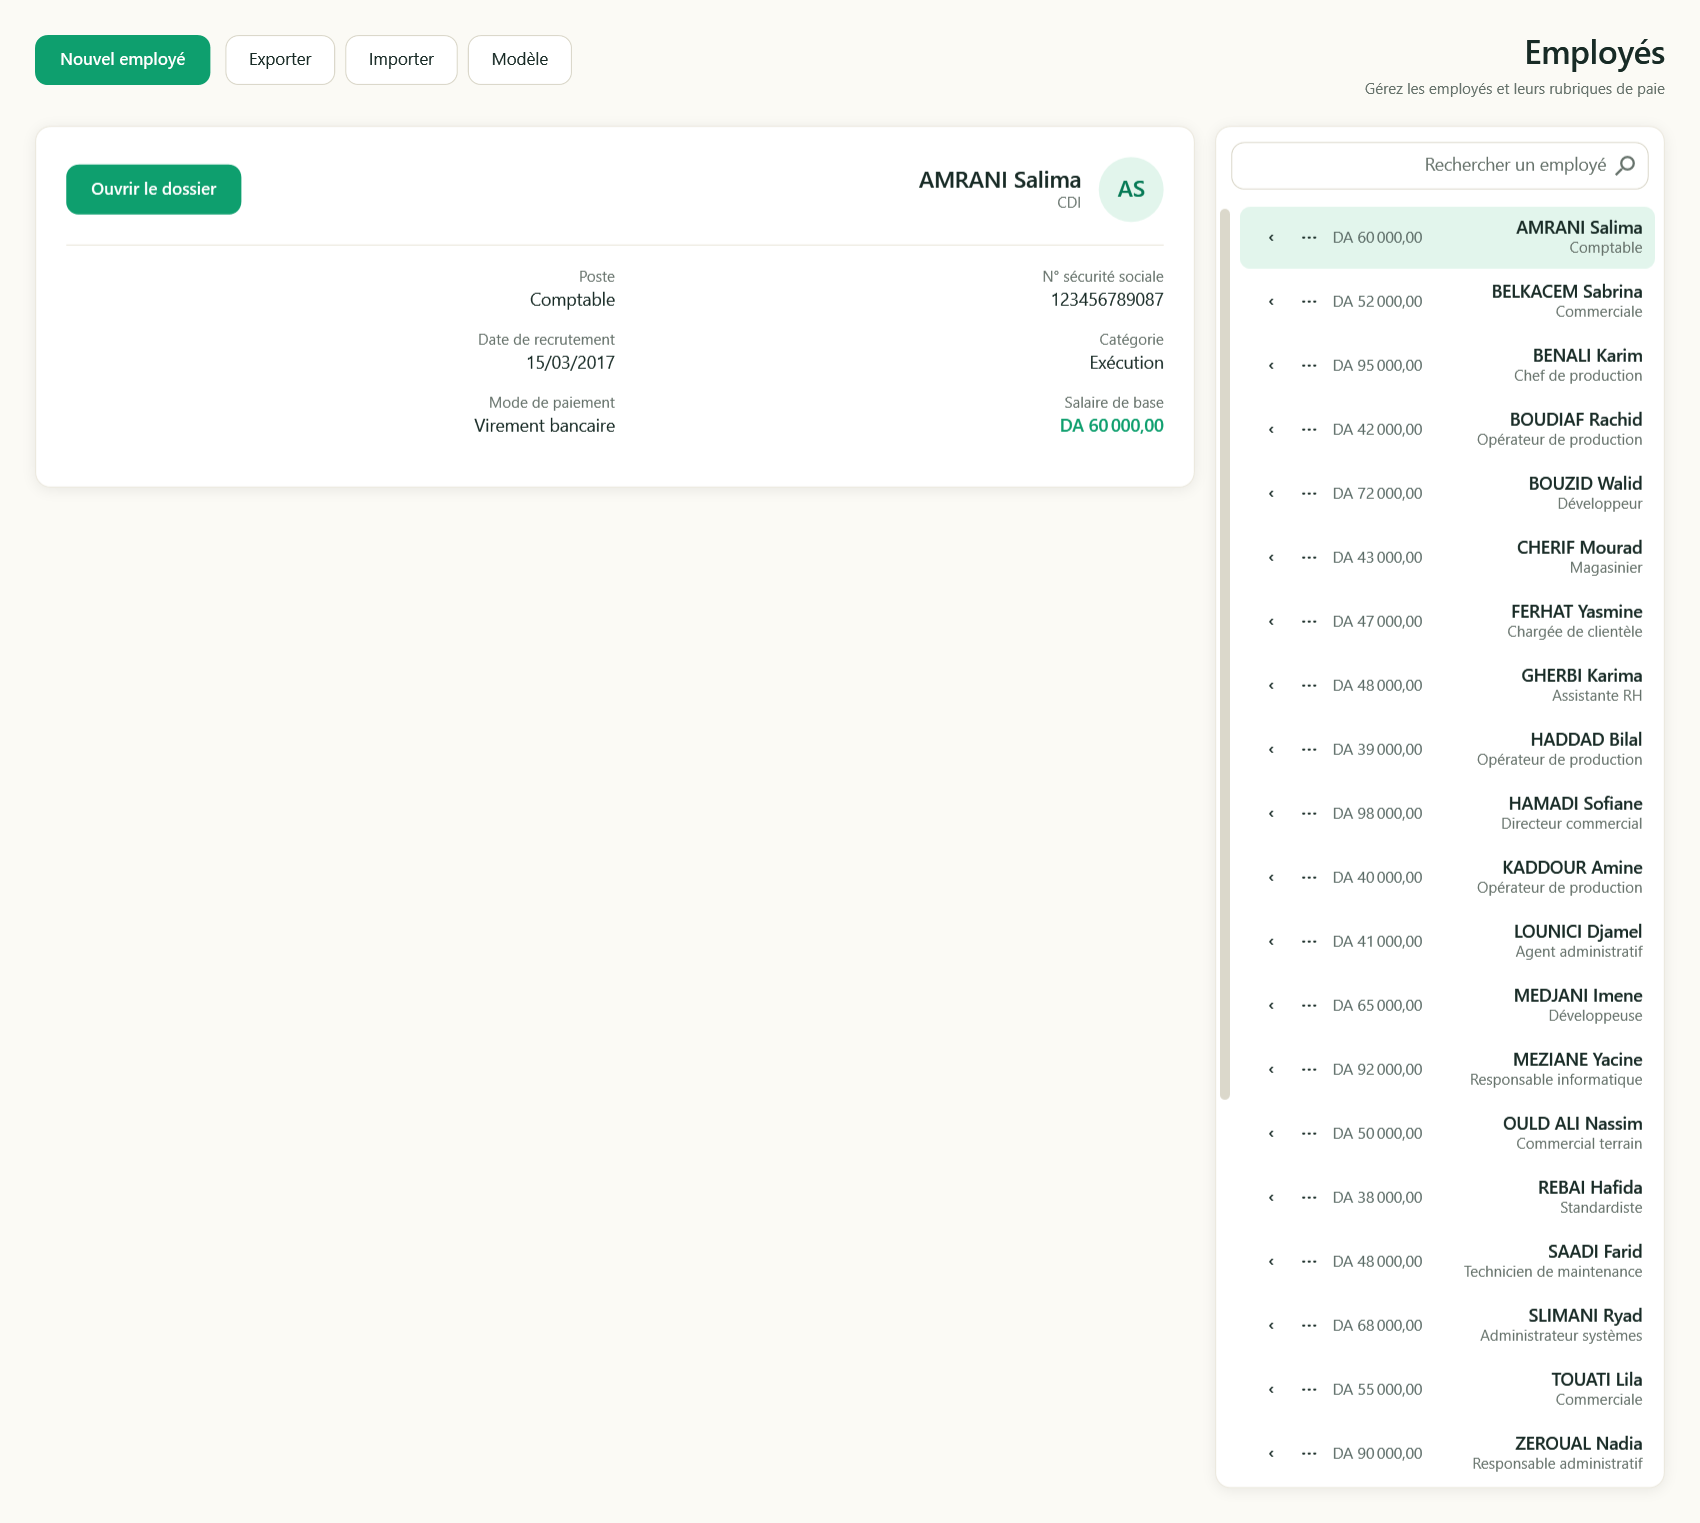 Employés
Gérez les employés et leurs rubriques de paie
Nouvel employé
Exporter
Importer
Modèle
Rechercher un employé
AMRANI Salima
Comptable
DA 60 000,00
BELKACEM Sabrina
Commerciale
DA 52 000,00
BENALI Karim
Chef de production
DA 95 000,00
BOUDIAF Rachid
Opérateur de production
DA 42 000,00
BOUZID Walid
Développeur
DA 72 000,00
CHERIF Mourad
Magasinier
DA 43 000,00
FERHAT Yasmine
Chargée de clientèle
DA 47 000,00
GHERBI Karima
Assistante RH
DA 48 000,00
HADDAD Bilal
Opérateur de production
DA 39 000,00
HAMADI Sofiane
Directeur commercial
DA 98 000,00
KADDOUR Amine
Opérateur de production
DA 40 000,00
LOUNICI Djamel
Agent administratif
DA 41 000,00
MEDJANI Imene
Développeuse
DA 65 000,00
MEZIANE Yacine
Responsable informatique
DA 92 000,00
OULD ALI Nassim
Commercial terrain
DA 50 000,00
REBAI Hafida
Standardiste
DA 38 000,00
SAADI Farid
Technicien de maintenance
DA 48 000,00
SLIMANI Ryad
Administrateur systèmes
DA 68 000,00
TOUATI Lila
Commerciale
DA 55 000,00
ZEROUAL Nadia
Responsable administratif
DA 90 000,00
AS
AMRANI Salima
CDI
Ouvrir le dossier
N° sécurité sociale
123456789087
Poste
Comptable
Catégorie
Exécution
Date de recrutement
15/03/2017
Salaire de base
DA 60 000,00
Mode de paiement
Virement bancaire